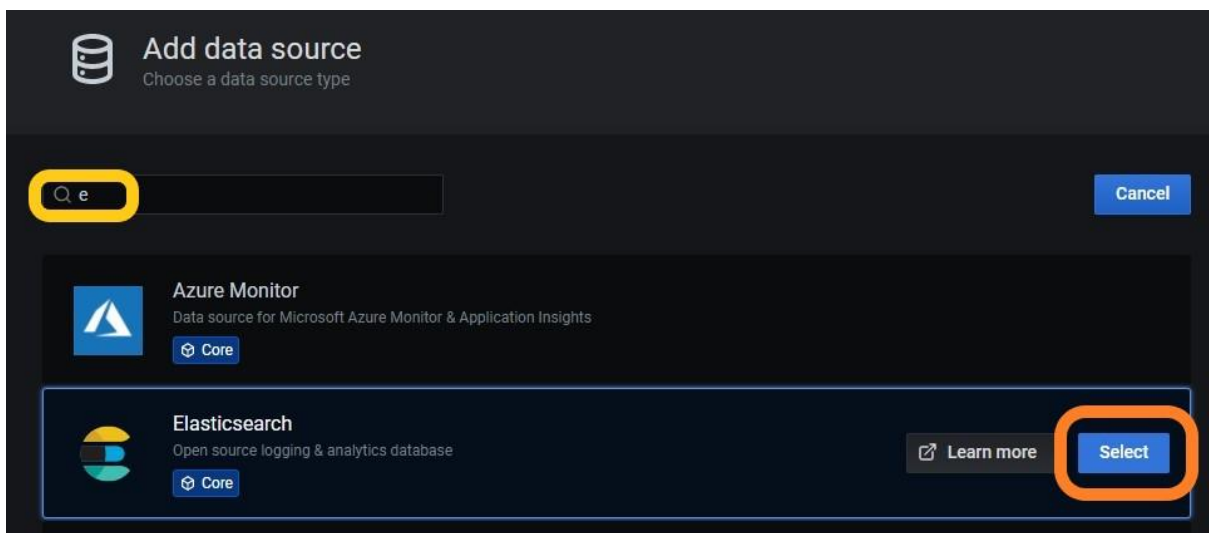 Add data source
Choose a data source type
e
Cancel
Azure Monitor
Data source for Microsoft Azure Monitor & Application Insights
Core
Elasticsearch
Open source logging & analytics database
Learn more
Select
Core